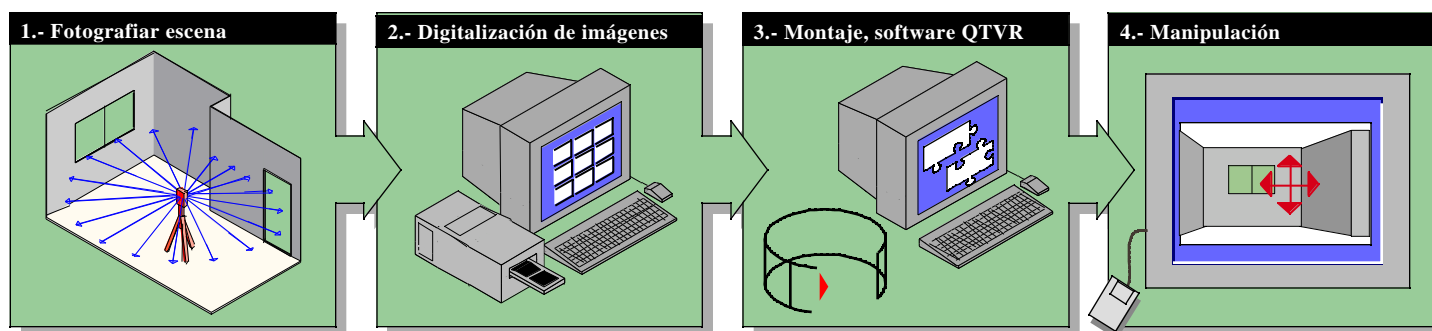 1.- Fotografiar escena
2.- Digitalización de imágenes
3.- Montaje, software QTVR
4.- Manipulación